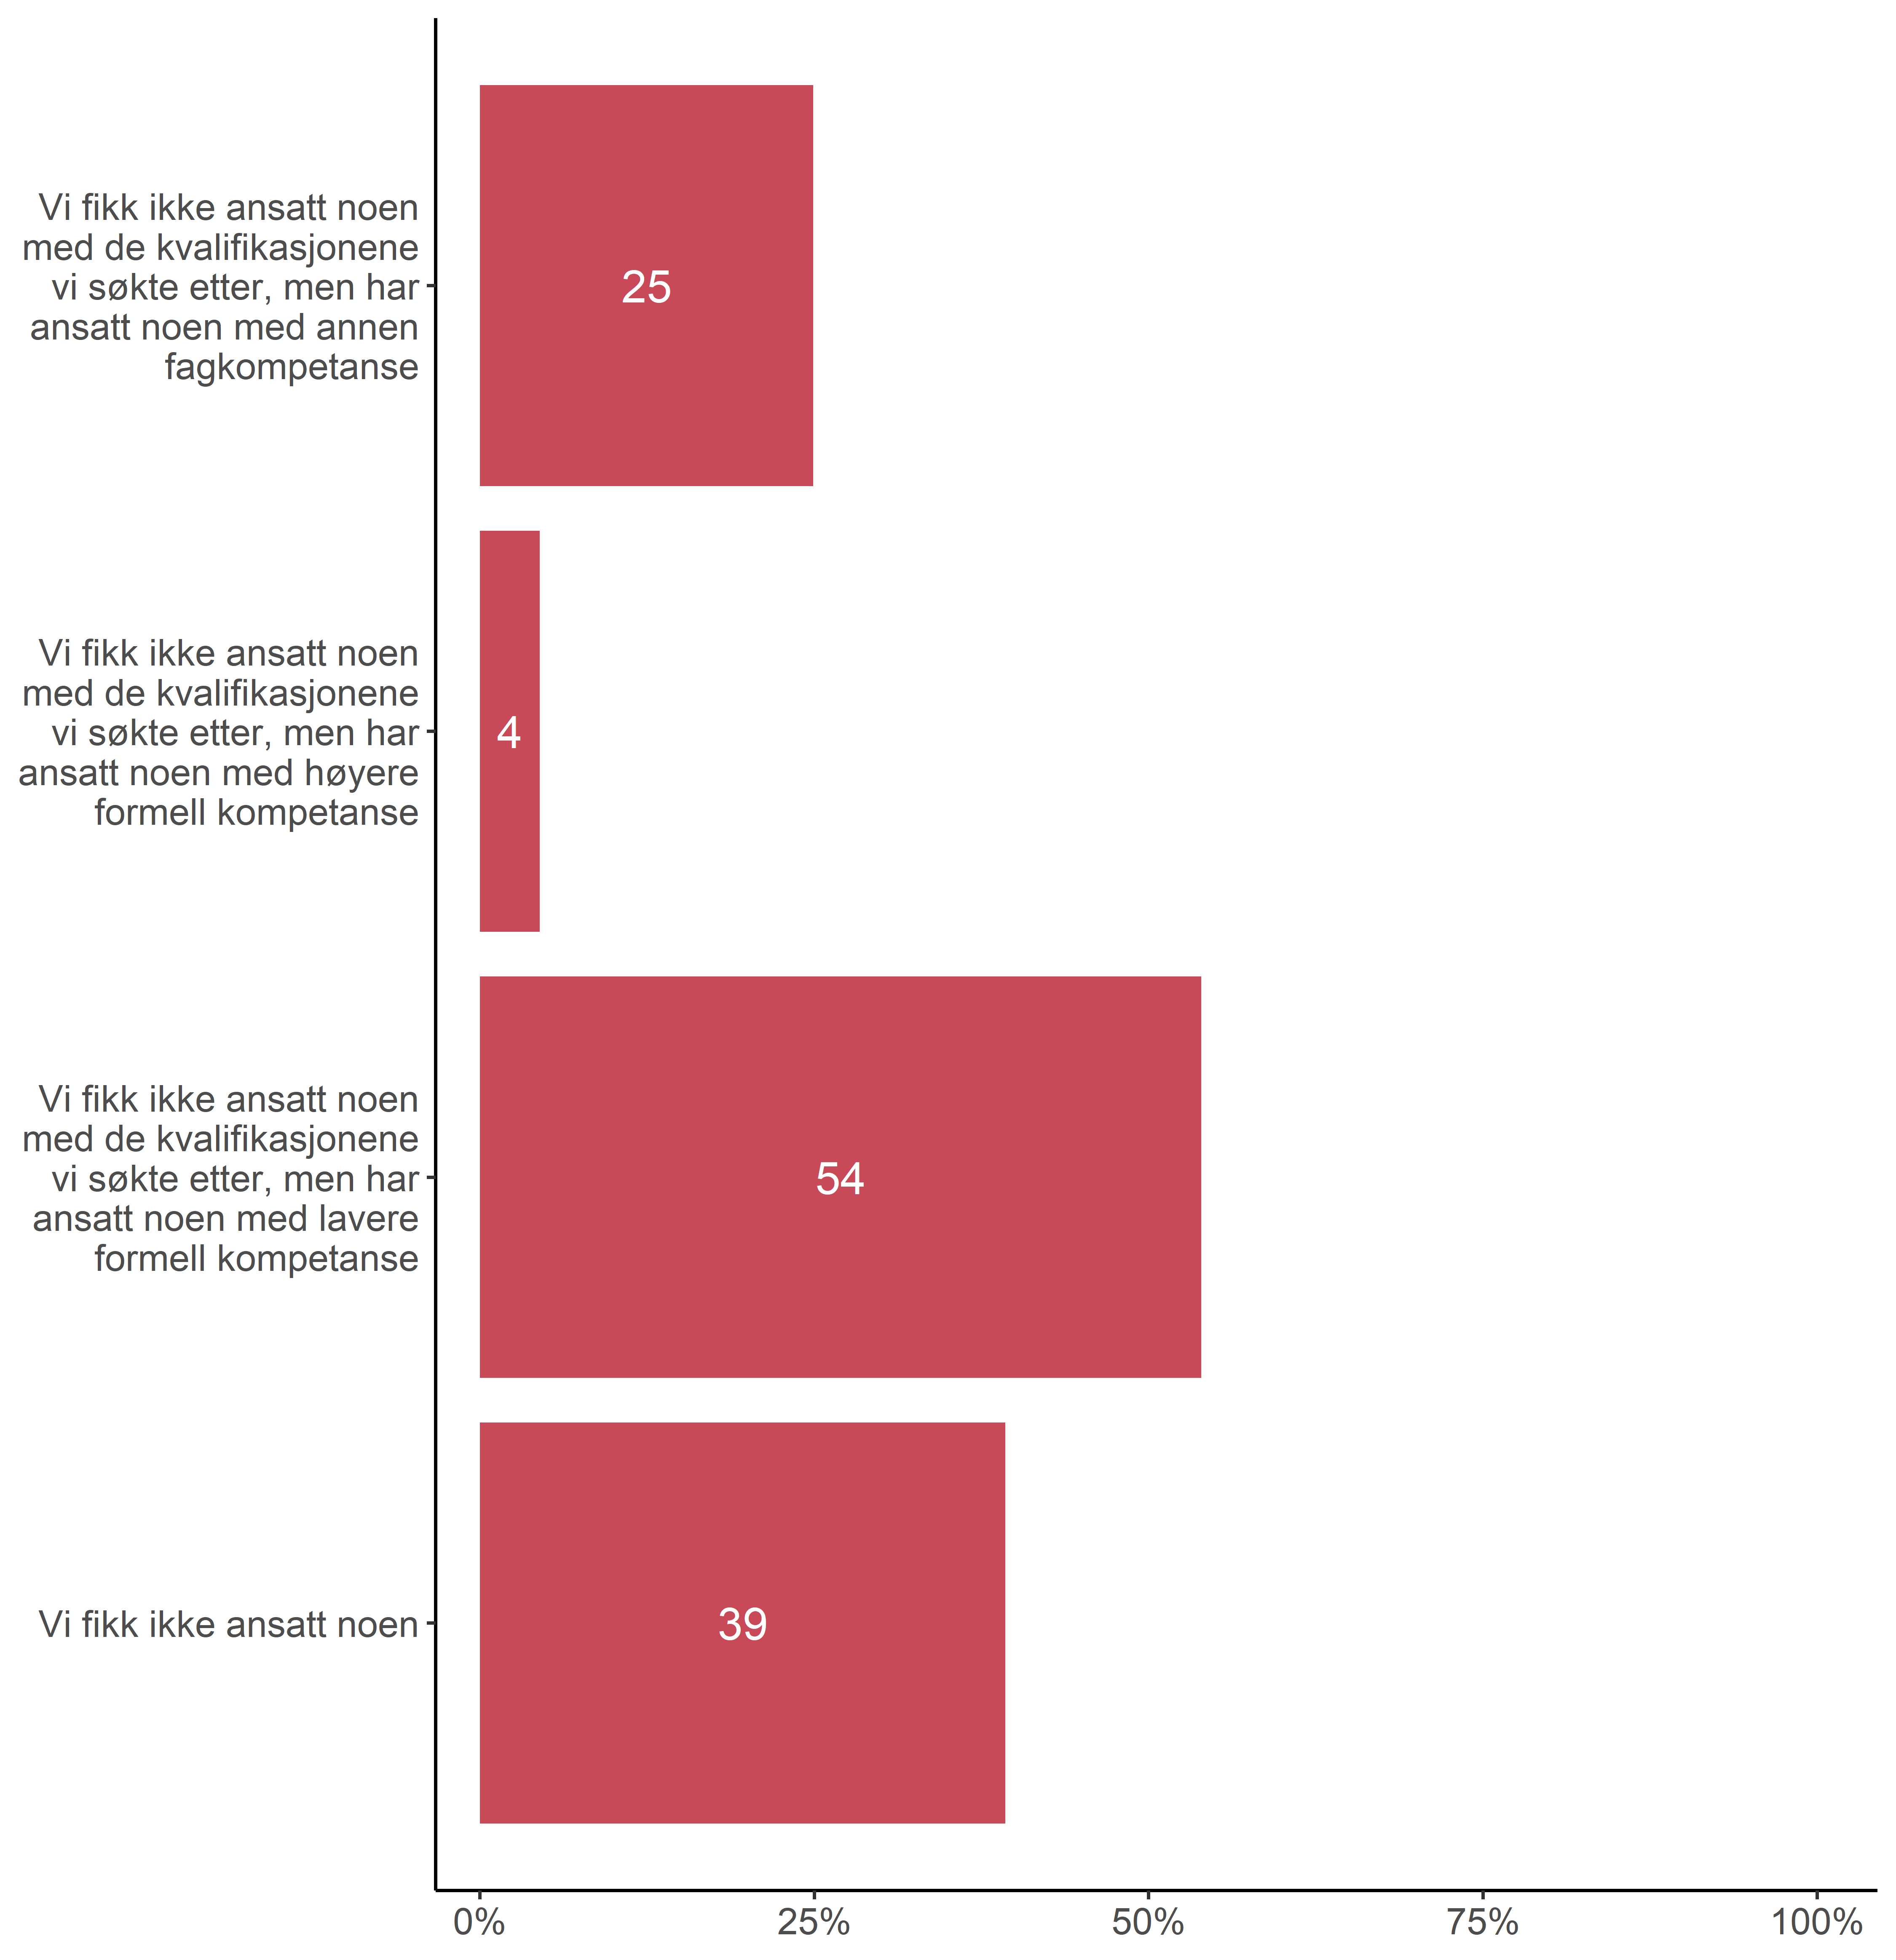 Vi fikk ikke ansatt noen
med de kvalifikasjonene
vi søkte etter, men har
ansatt noen med annen
fagkompetanse
25
Vi fikk ikke ansatt noen
med de kvalifikasjonene
vi søkte etter, men har
ansatt noen med høyere
formell kompetanse
4
Vi fikk ikke ansatt noen
med de kvalifikasjonene
vi søkte etter, men har
ansatt noen med lavere
formell kompetanse
54
Vi fikk ikke ansatt noen
39
0% 25% 50% 75% 100%